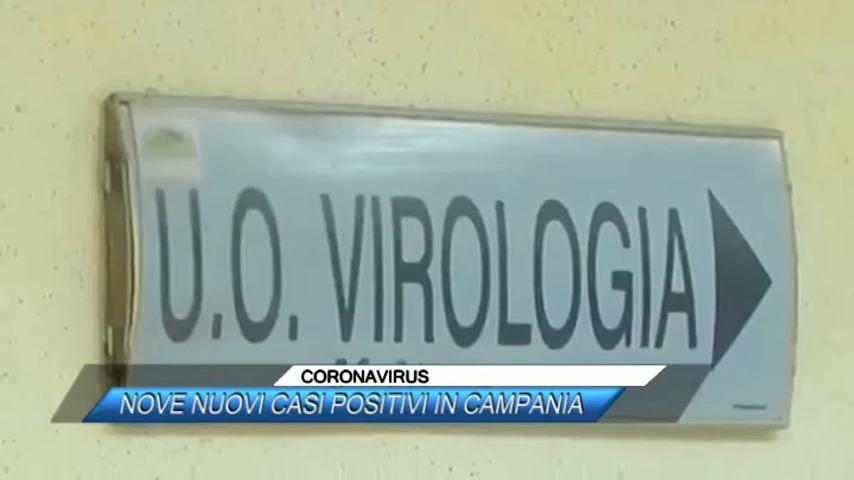 U.O. VIROLOGIA
CORONAVIRUS
NOVE NUOVI CASI POSITIVI IN CAMPANIA